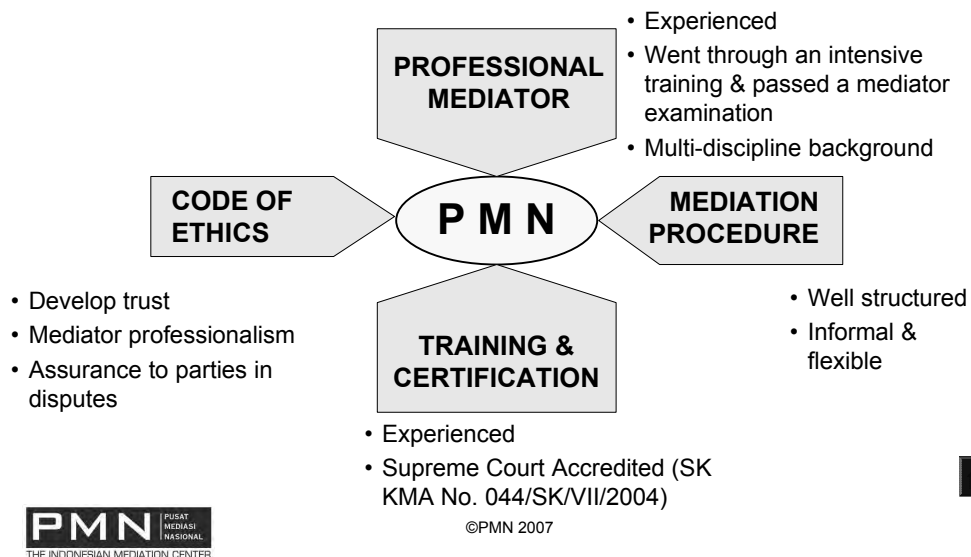 • Experienced
• Went through an intensive
training & passed a mediator
examination
• Multi-discipline background
PROFESSIONAL
MEDIATOR
CODE OF
ETHICS
P M N
MEDIATION
PROCEDURE
• Develop trust
• Mediator professionalism
• Assurance to parties in
disputes
• Well structured
• Informal &
flexible
TRAINING &
CERTIFICATION
• Experienced
• Supreme Court Accredited (SK
KMA No. 044/SK/VII/2004)
PMN
PUSAT
MEDIASI
NASIONAL
THE INDONESIAN MEDIATION CENTER
©PMN 2007